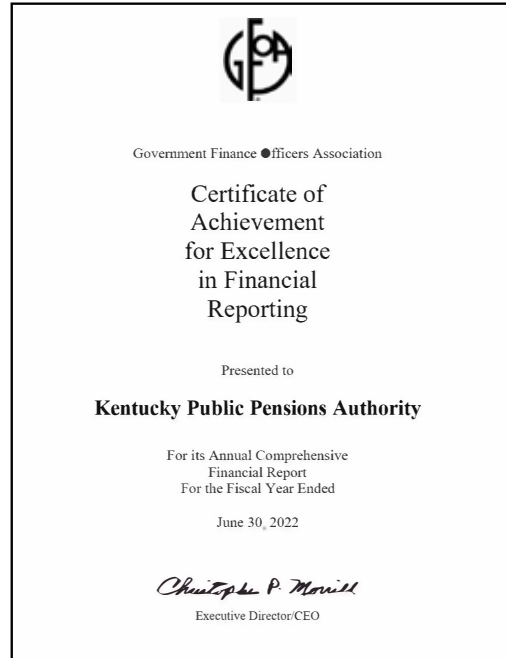 GFOA
Government Finance Officers Association
Certificate of
Achievement
for Excellence
in Financial
Reporting
Presented to
Kentucky Public Pensions Authority
For its Annual Comprehensive
Financial Report
For the Fiscal Year Ended
June 30, 2022
Christopher P. Morrill
Executive Director/CEO